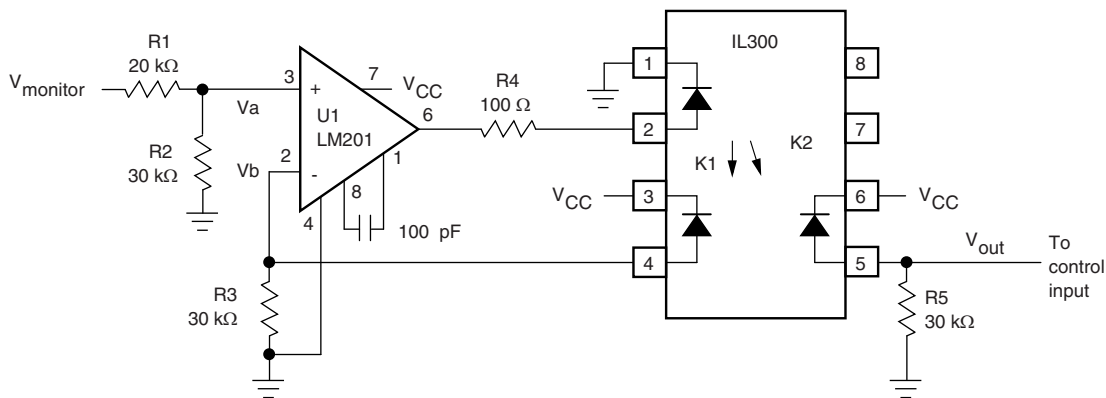 R1
20 kΩ
V monitor
Va
R2
30 kΩ
3
+
7
V CC
U1
LM201
6
2
-
Vb
1
8
4
100 pF
R3
30 kΩ
R4
100 Ω
IL300
1
2
3
4
8
7
6
5
K1
K2
V CC
V CC
V out
To
control
input
R5
30 kΩ